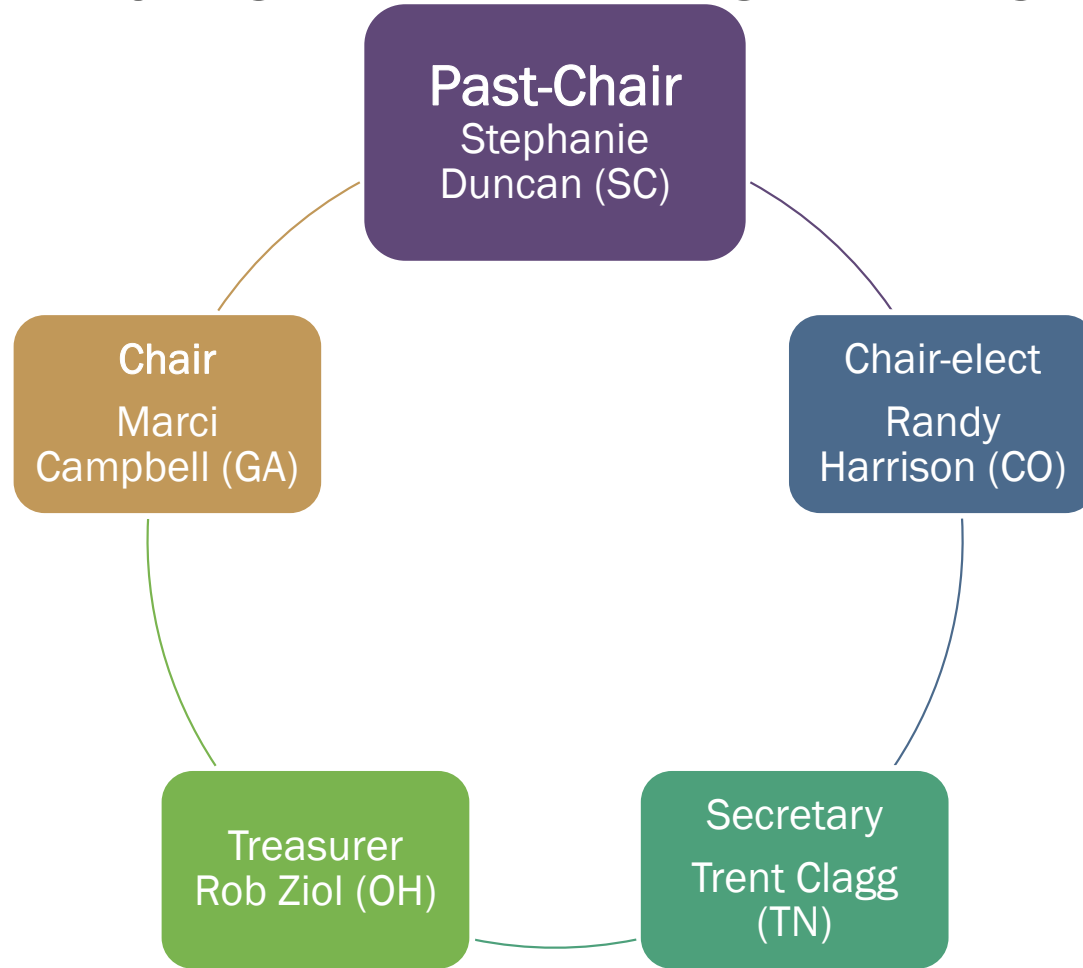 Past-Chair
Stephanie
Duncan (SC)
Chair-elect
Randy
Harrison (CO)
Secretary
Trent Clagg
(TN)
Treasurer
Rob Ziol (OH)
Chair
Marci
Campbell (GA)